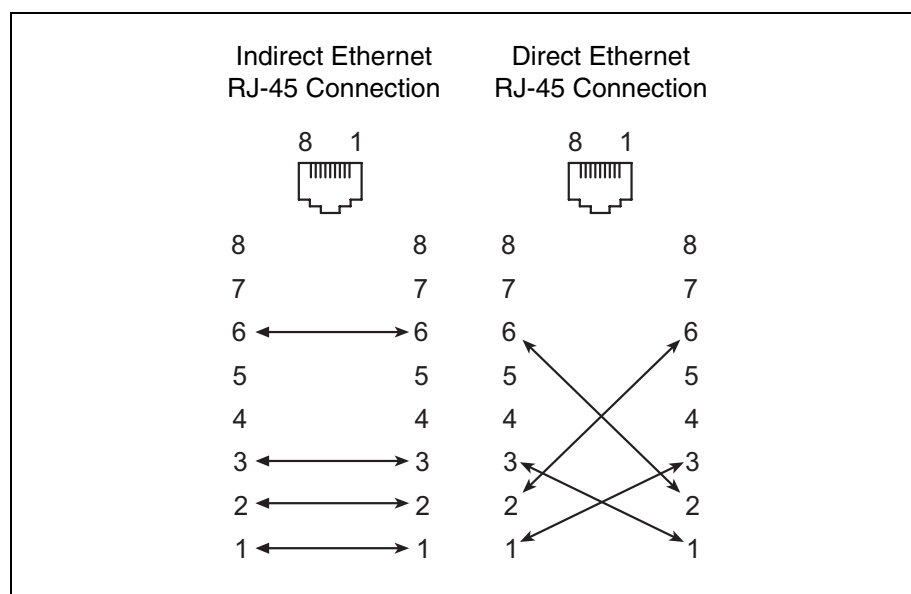 Indirect Ethernet
RJ-45 Connection
Direct Ethernet
RJ-45 Connection
8 1
8 1
8 8 8 8
7 7 7 7
6 6 6 6
5 5 5 5
4 4 4 4
3 3 3 3
2 2 2 2
1 1 1 1